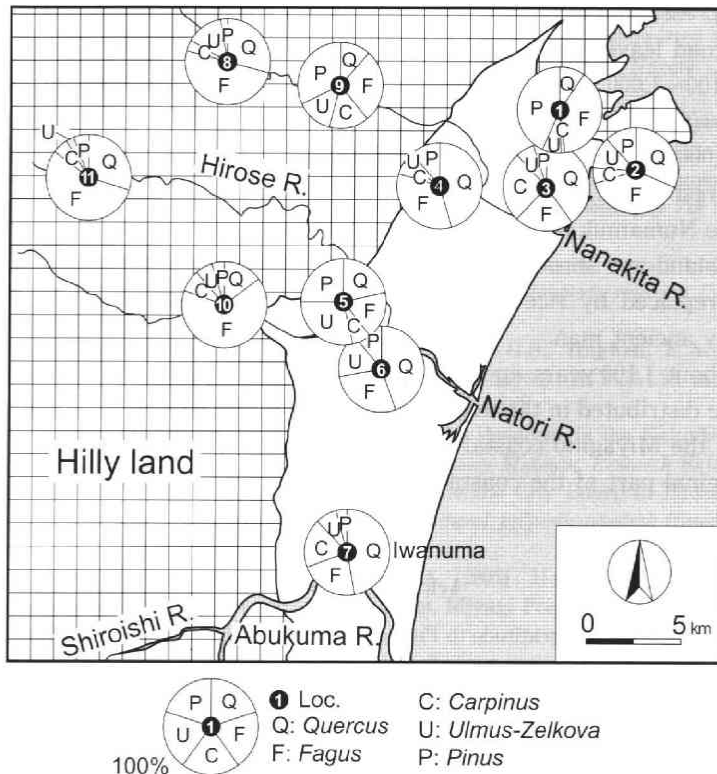 U P Q
C 8
F
Q
P 9 F
U C
Q
P 1 F
C
U
U
P
C Q
11
F
Hirose R.
U P
C 4 Q
F
U P
C 3 Q
F
P
U Q
C 2
F
Nanakita R.
U P Q
C 10
F
P Q
5 F
U C
P
U 6 Q
F
Natori R.
Hilly land
U P
C 7 Q
F
Iwanuma
Shiroishi R.
Abukuma R.
0 5 km
P Q
U 1 F
C
100%
1 Loc.
Q: Quercus
F: Fagus
C: Carpinus
U: Ulmus-Zelkova
P: Pinus